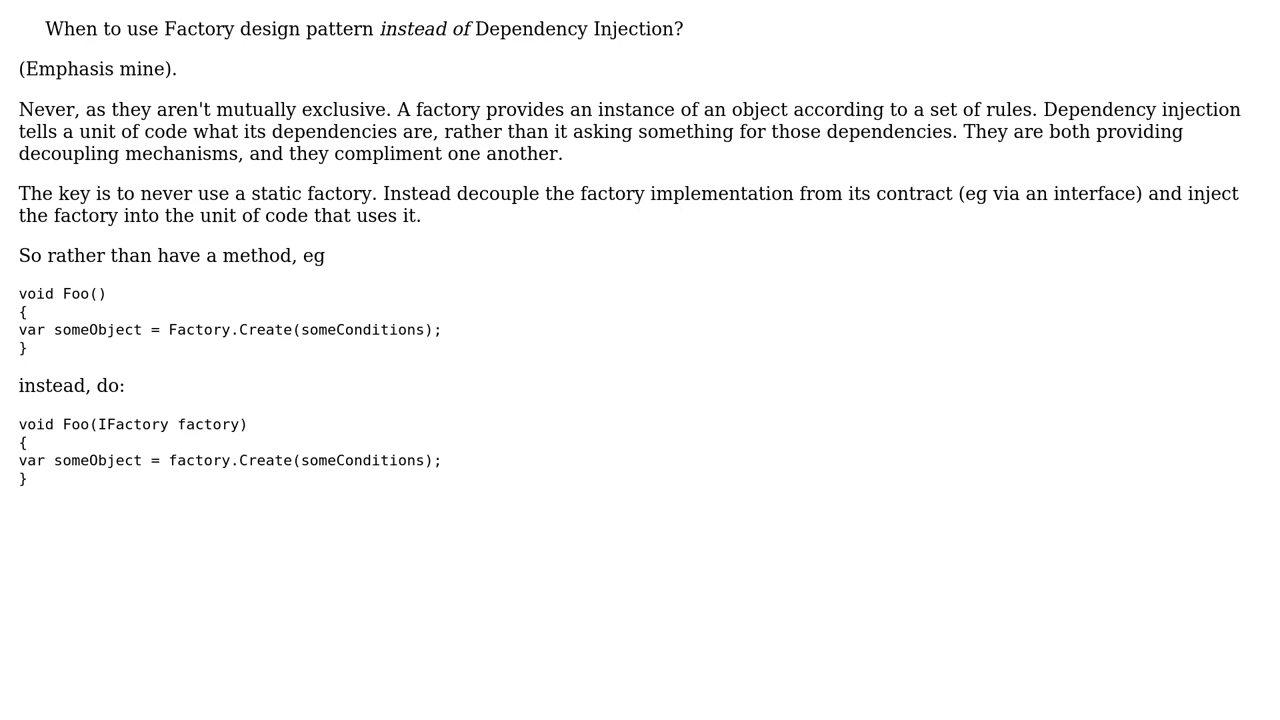 When to use Factory design pattern instead of Dependency Injection?
(Emphasis mine).
Never, as they aren't mutually exclusive. A factory provides an instance of an object according to a set of rules. Dependency injection
tells a unit of code what its dependencies are, rather than it asking something for those dependencies. They are both providing
decoupling mechanisms, and they compliment one another.
The key is to never use a static factory. Instead decouple the factory implementation from its contract (eg via an interface) and inject
the factory into the unit of code that uses it.
So rather than have a method, eg
void Foo()
{
var someObject = Factory.Create(someConditions);
}
instead, do:
void Foo(IFactory factory)
{
var someObject = factory.Create(someConditions);
}